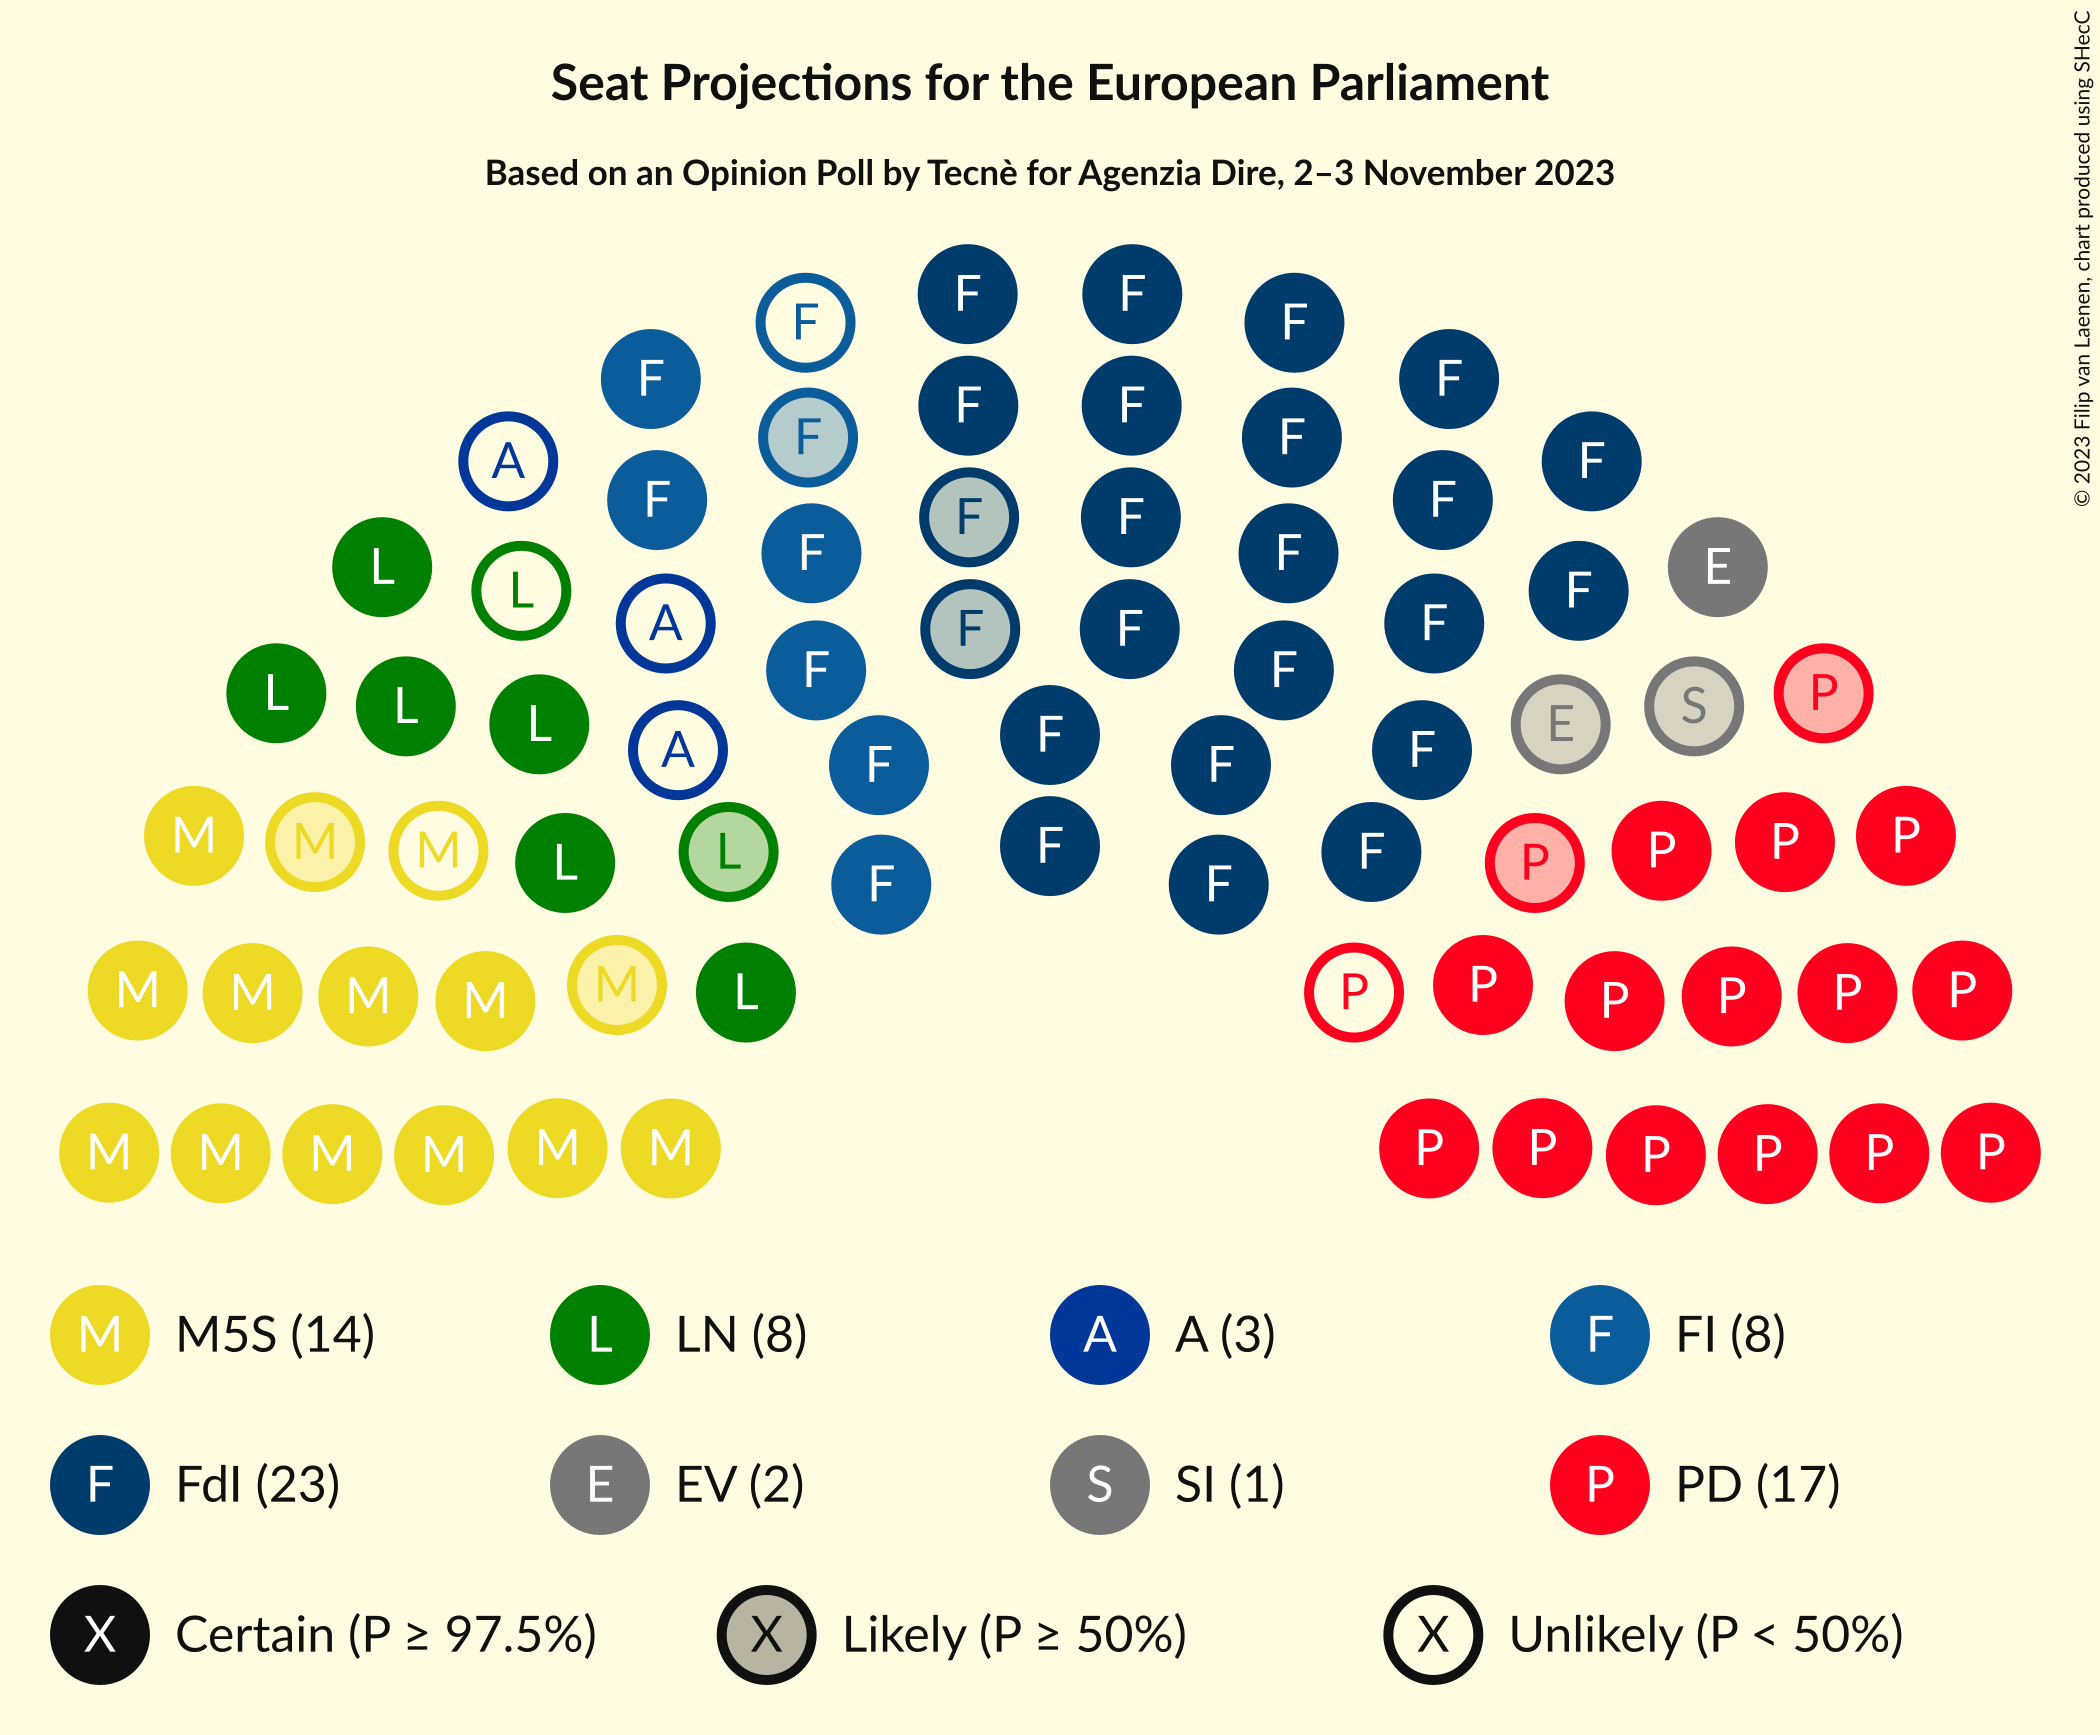 Seat Projections for the European Parliament
Based on an Opinion Poll by Tecnè for Agenzia Dire, 2–3 November 2023
© 2023 Filip van Laenen, chart produced using SHecC
F F
F F
F F
F F F F
A F
F F
F F
F F
L F F F F E
L A F F
F F
L L S P
L L F F E
A F F F F
M M M L L F P P P P
L F P
F F F
M M M M M L P P P P P P
M M M M M M P P P P P P
M M5S (14) L LN (8) A A (3) F FI (8)
F FdI (23) E EV (2) S SI (1) P PD (17)
X Certain (P ≥ 97.5%) X Likely (P ≥ 50%) X Unlikely (P < 50%)